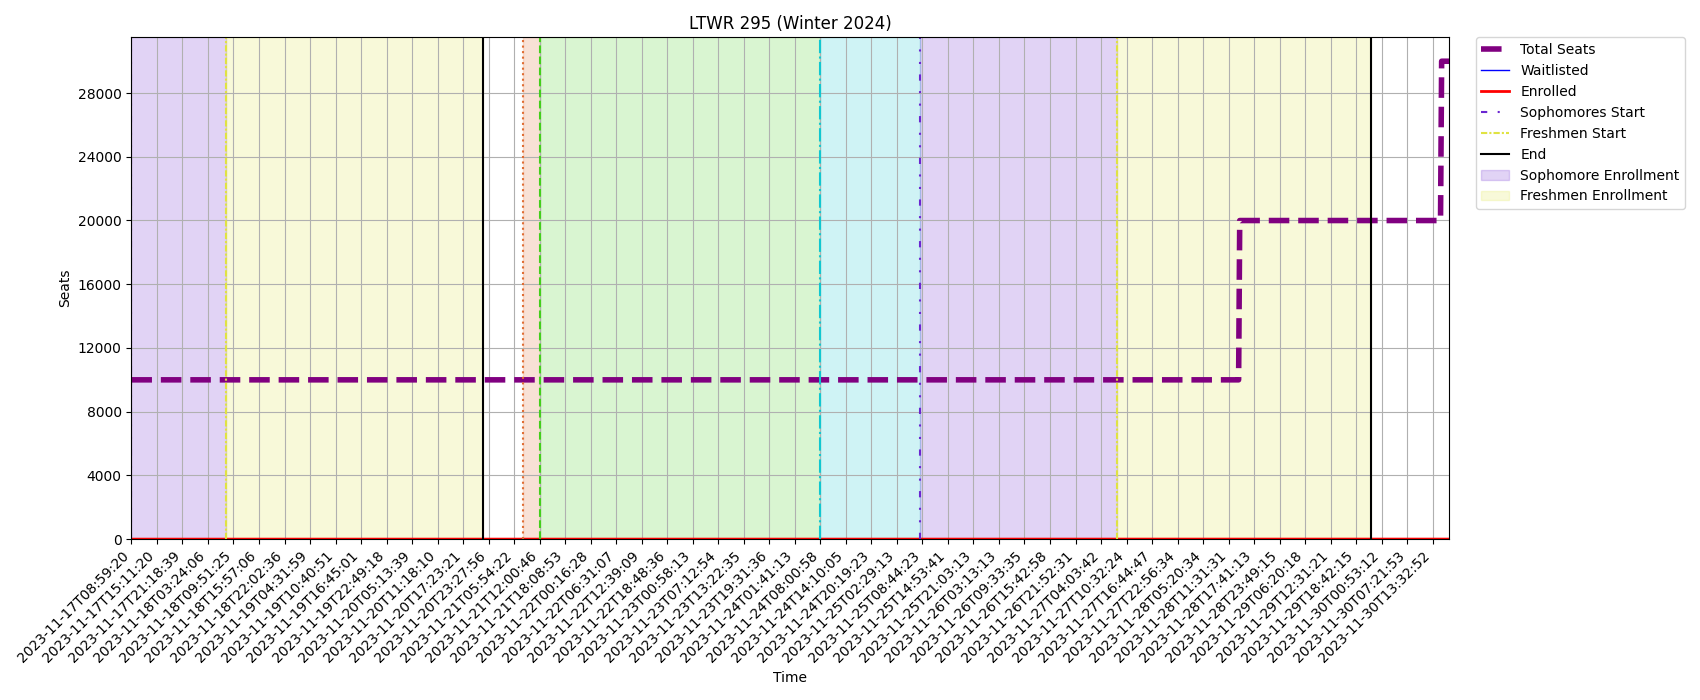 LTWR 295 (Winter 2024)
Total Seats
Waitlisted
Enrolled
Sophomores Start
Freshmen Start
End
Sophomore Enrollment
Freshmen Enrollment
Seats
28000
24000
20000
16000
12000
8000
4000
0
2023-11-17T08:59:20
2023-11-17T15:11:20
2023-11-17T21:18:39
2023-11-18T03:24:06
2023-11-18T09:51:25
2023-11-18T15:57:06
2023-11-18T22:02:36
2023-11-19T04:31:59
2023-11-19T10:40:51
2023-11-19T16:45:01
2023-11-19T22:49:18
2023-11-20T05:13:39
2023-11-20T11:18:10
2023-11-20T17:23:21
2023-11-20T23:27:56
2023-11-21T05:54:22
2023-11-21T12:00:46
2023-11-21T18:08:53
2023-11-22T00:16:28
2023-11-22T06:31:07
2023-11-22T12:39:09
2023-11-22T18:48:36
2023-11-23T00:58:13
2023-11-23T07:12:54
2023-11-23T13:22:35
2023-11-23T19:31:36
2023-11-24T01:41:13
2023-11-24T08:00:58
2023-11-24T14:10:05
2023-11-24T20:19:23
2023-11-25T02:29:13
2023-11-25T08:44:23
2023-11-25T14:53:41
2023-11-25T21:03:13
2023-11-26T03:13:13
2023-11-26T09:33:35
2023-11-26T15:42:58
2023-11-26T21:52:31
2023-11-27T04:03:42
2023-11-27T10:32:24
2023-11-27T16:44:47
2023-11-27T22:56:34
2023-11-28T05:20:34
2023-11-28T11:31:31
2023-11-28T17:41:13
2023-11-28T23:49:15
2023-11-29T06:20:18
2023-11-29T12:31:21
2023-11-29T18:42:15
2023-11-30T00:53:12
2023-11-30T07:21:53
2023-11-30T13:32:52
Time